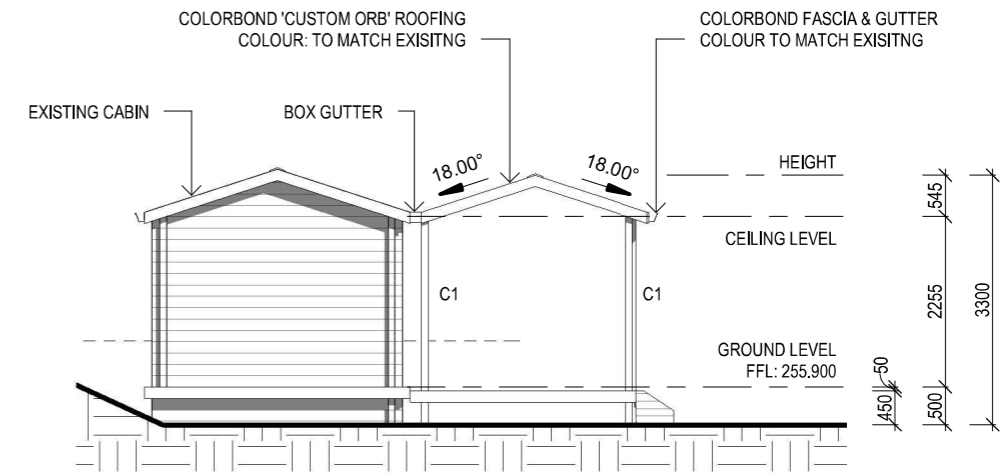 COLORBOND 'CUSTOM ORB' ROOFING
COLOUR: TO MATCH EXISITNG
COLORBOND FASCIA & GUTTER
COLOUR TO MATCH EXISITNG
EXISTING CABIN
BOX GUTTER
18.00°
18.00°
HEIGHT
545
CEILING LEVEL
C1
C1
2255
3300
GROUND LEVEL
FFL: 255.900
50
450
500